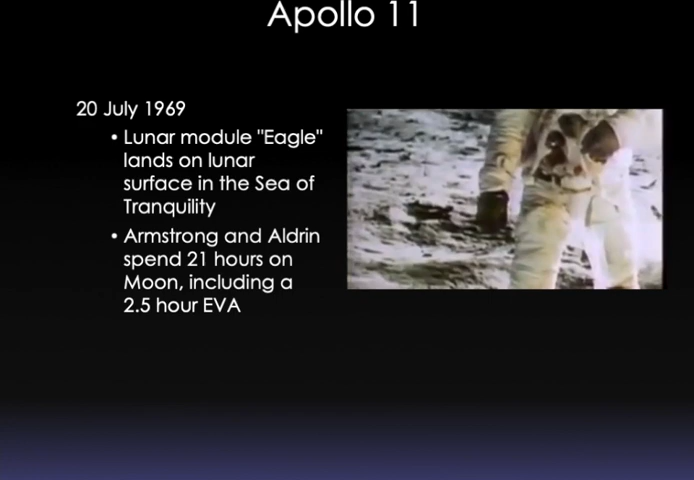 Apollo 11
20 July 1969
• Lunar module "Eagle"
lands on lunar
surface in the Sea of
Tranquility
• Armstrong and Aldrin
spend 21 hours on
Moon, including a
2.5 hour EVA